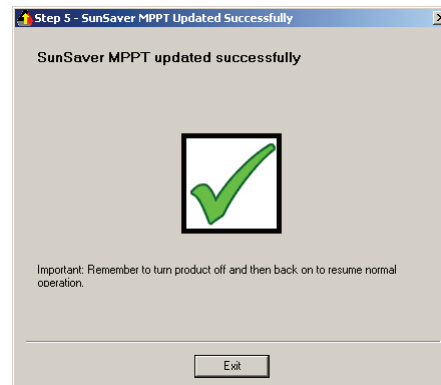 Step 5 - SunSaver MPPT Updated Successfully
SunSaver MPPT updated successfully
Important: Remember to turn product off and then back on to resume normal
operation.
Exit